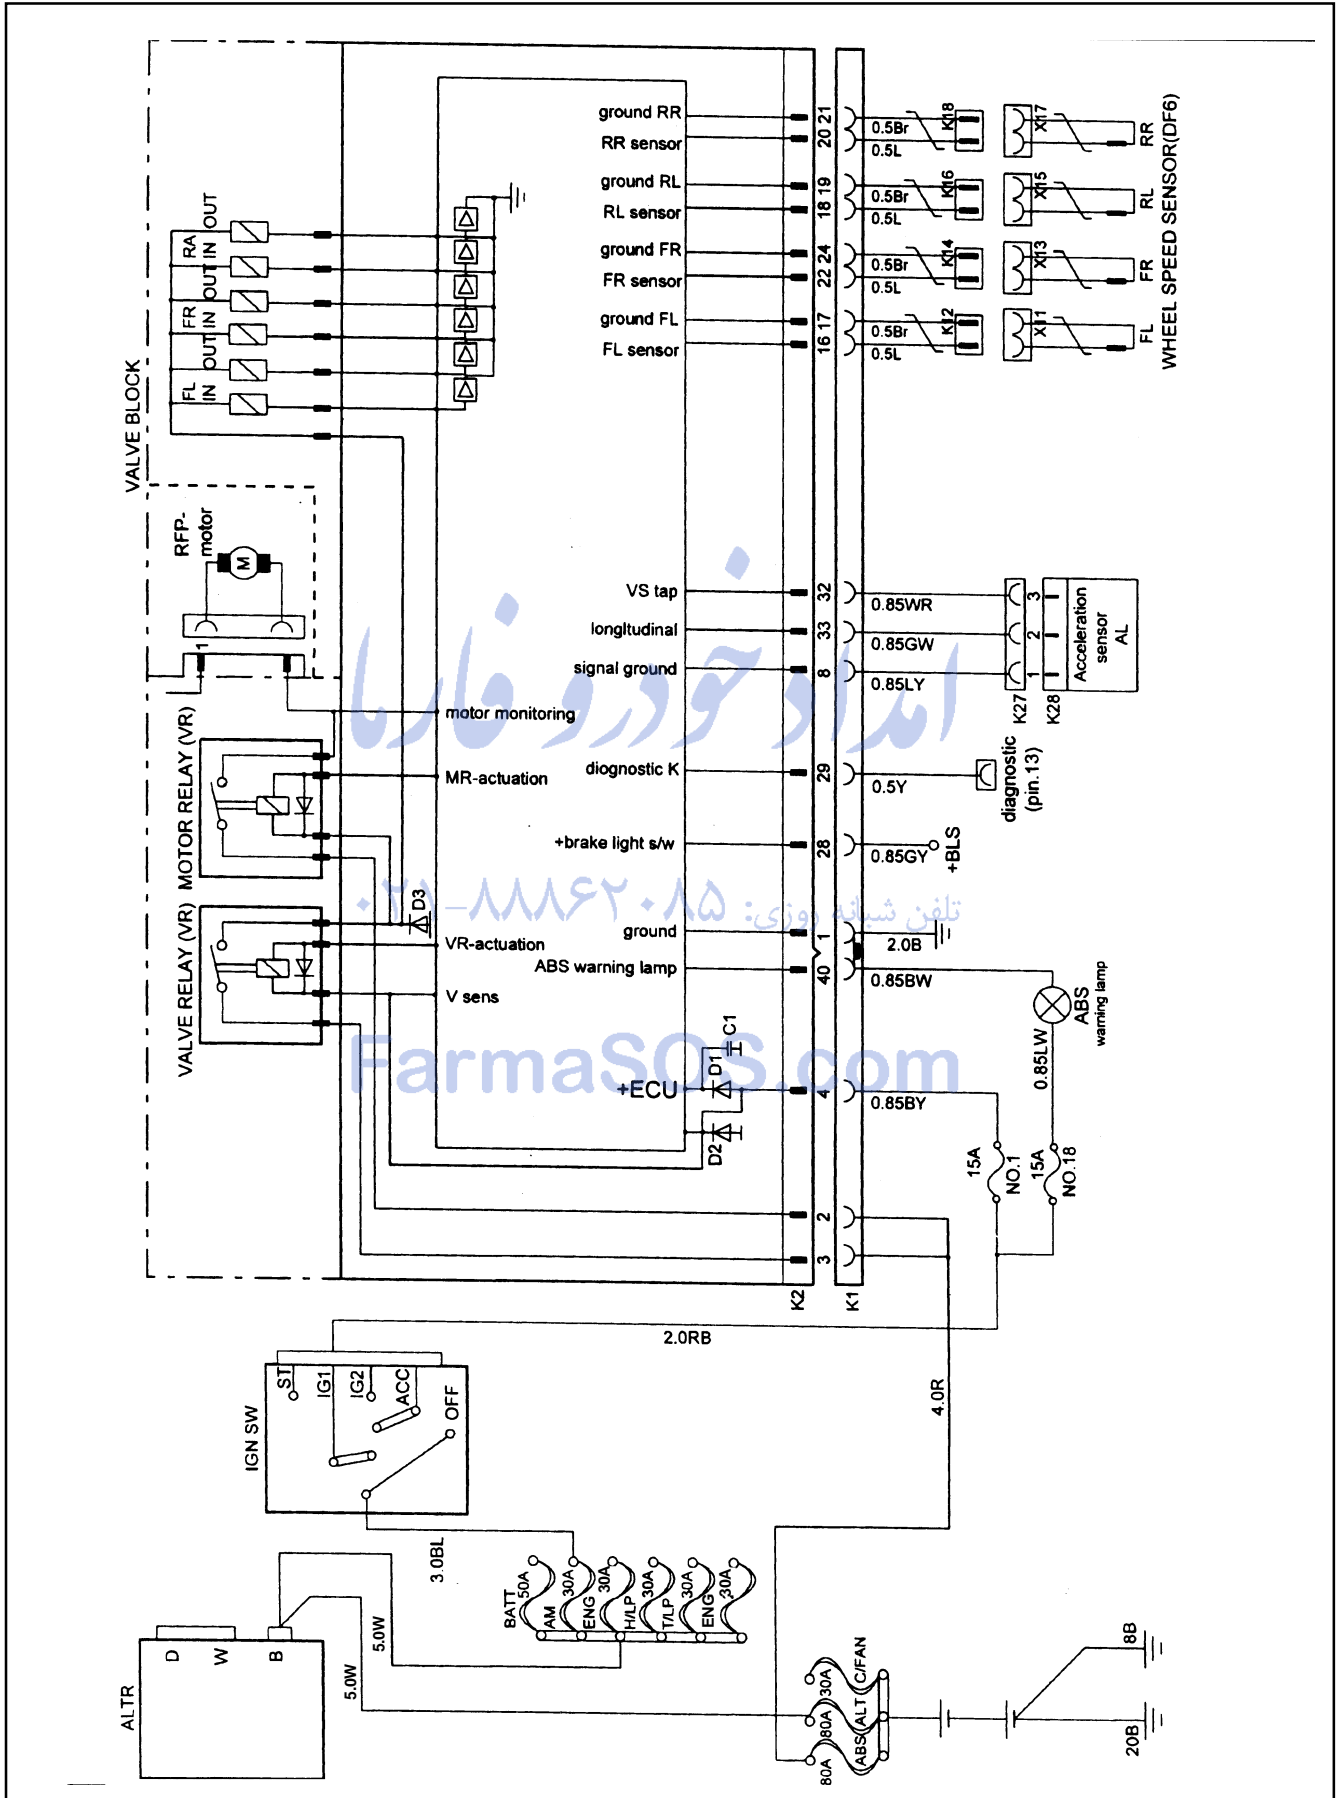 VALVE BLOCK
FL
IN
OUT
FR
IN
OUT
RA
IN
OUT
RFP-
motor
M
1
MOTOR RELAY (VR)
VALVE RELAY (VR)
motor monitoring
MR-actuation
VR-actuation
V sens
D3
ground RR
RR sensor
ground RL
RL sensor
ground FR
FR sensor
ground FL
FL sensor
VS tap
longltudinal
signal ground
diognostic K
+brake light s/w
ground
ABS warning lamp
+ECU
D1
C1
D2
21
20
19
18
24
22
17
16
32
33
8
29
28
1
40
4
2
3
K2
K1
0.5Br
0.5L
K18
X17
RR
0.5Br
0.5L
K16
X15
RL
0.5Br
0.5L
K14
X13
FR
0.5Br
0.5L
K12
X11
FL
WHEEL SPEED SENSOR(DF6)
0.85WR
0.85GW
0.85LY
3
2
1
K27
K28
Acceleration
sensor
AL
0.5Y
diagnostic
(pin.13)
0.85GY
+BLS
2.0B
0.85BW
ABS
warning lamp
0.85LW
0.85BY
15A
NO.1
15A
NO.18
2.0RB
4.0R
IGN SW
ST
IG1
IG2
ACC
OFF
3.0BL
ALTR
D
W
B
5.0W
5.0W
BATT
50A
AM
30A
ENG
30A
H/LP
30A
T/LP
30A
ENG
30A
30A
C/FAN
80A
ALT
80A
ABS
8B
20B
امداد خودرو فارما
تلفن شبانه روزی: ۸۸۸۶۲۰۸۵-۰۲۱
FarmaSOS.com